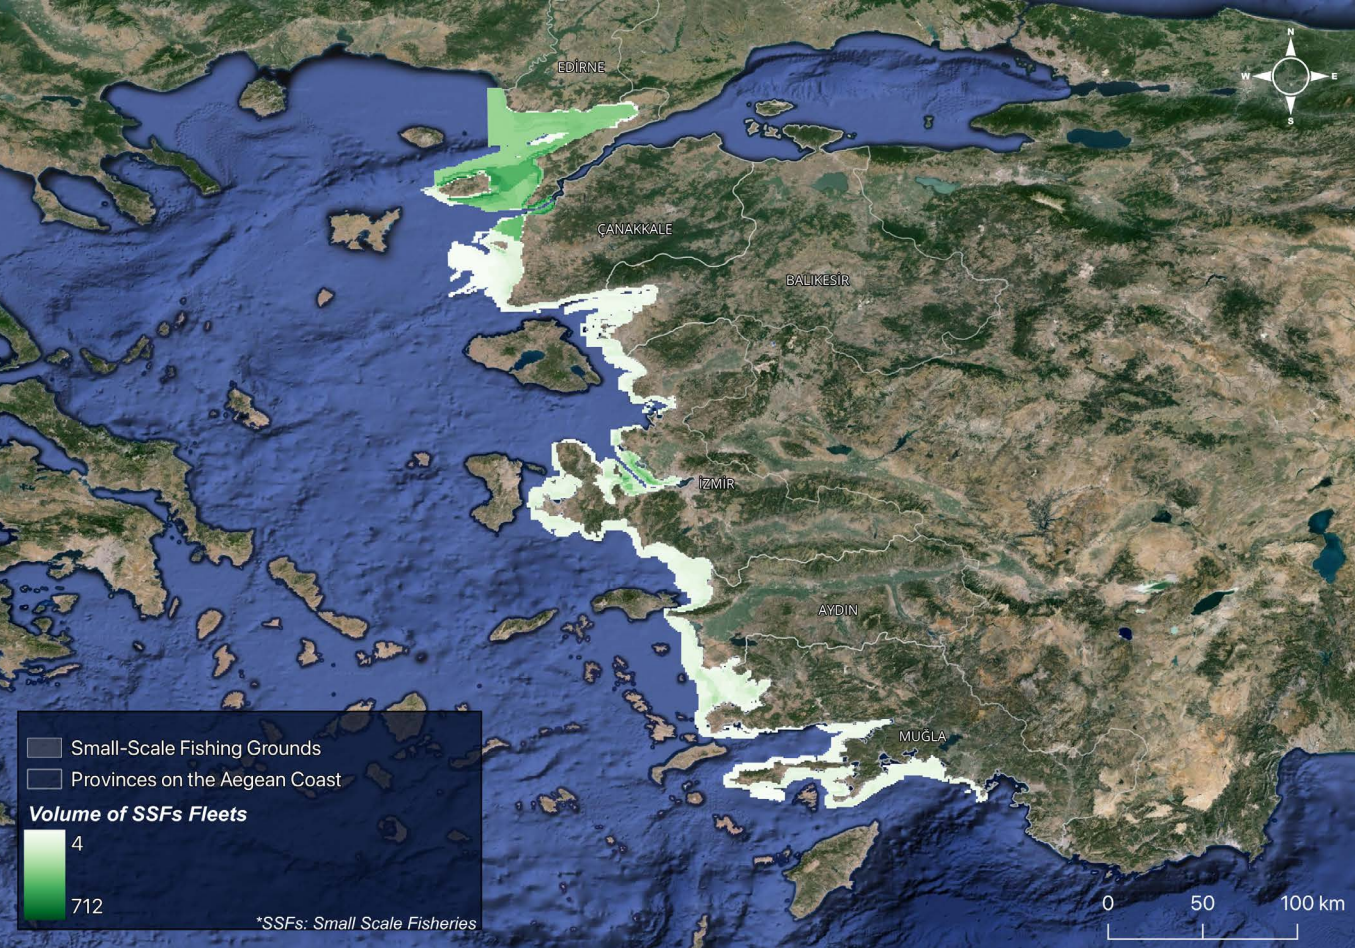 N
W E
S
EDİRNE
ÇANAKKALE
BALIKESİR
İZMİR
AYDIN
MUĞLA
Small-Scale Fishing Grounds
Provinces on the Aegean Coast
Volume of SSFs Fleets
4
712
*SSFs: Small Scale Fisheries
0 50 100 km